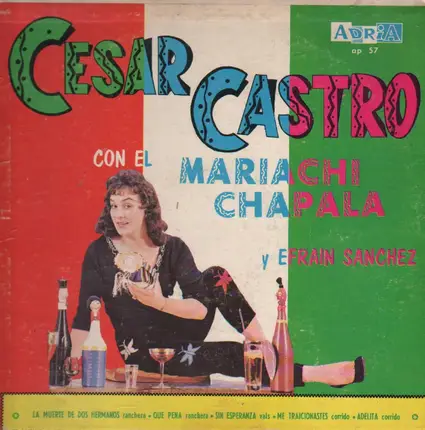 ADRIA
ap 57
CESAR
CASTRO
CON EL
MARIACHI
CHAPALA
y EFRAIN SANCHEZ
LA MUERTE DE DOS HERMANOS ranchera • QUE PENA ranchera • SIN ESPERANZA vals • ME TRAICIONASTES corrido • ADELITA corrido